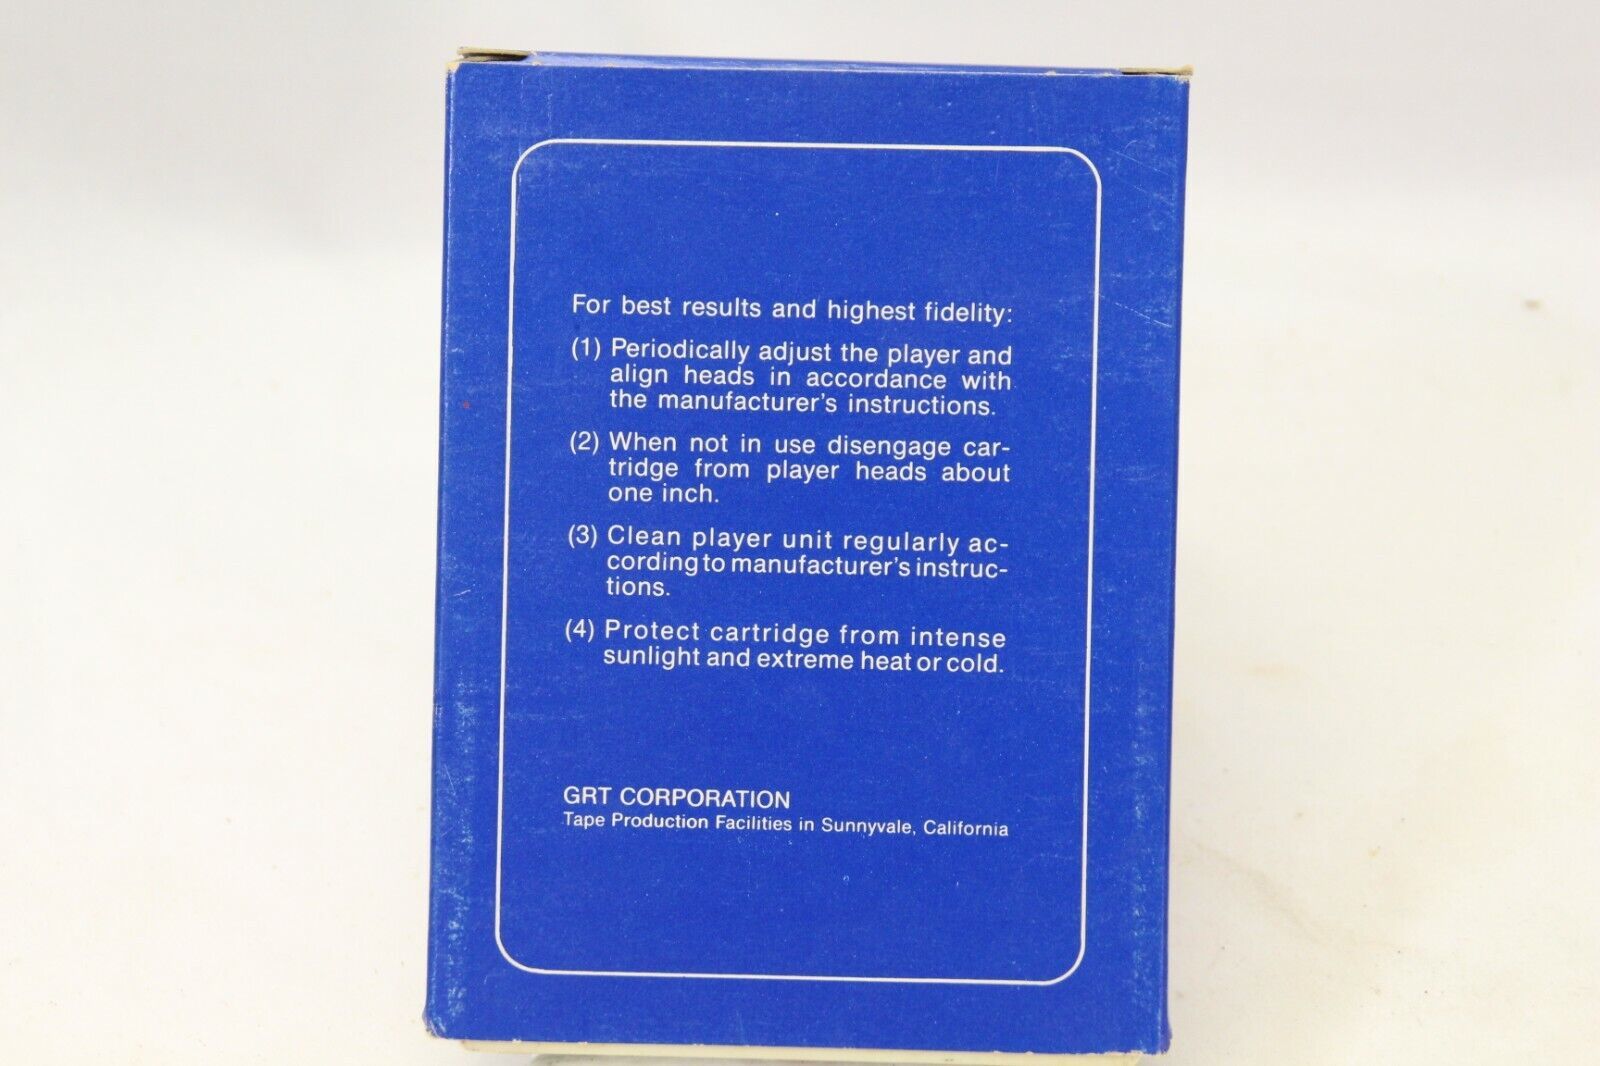 For best results and highest fidelity:
(1) Periodically adjust the player and
align heads in accordance with
the manufacturer's instructions.
(2) When not in use disengage car-
tridge from player heads about
one inch.
(3) Clean player unit regularly ac-
cording to manufacturer's instruc-
tions.
(4) Protect cartridge from intense
sunlight and extreme heat or cold.
GRT CORPORATION
Tape Production Facilities in Sunnyvale, California